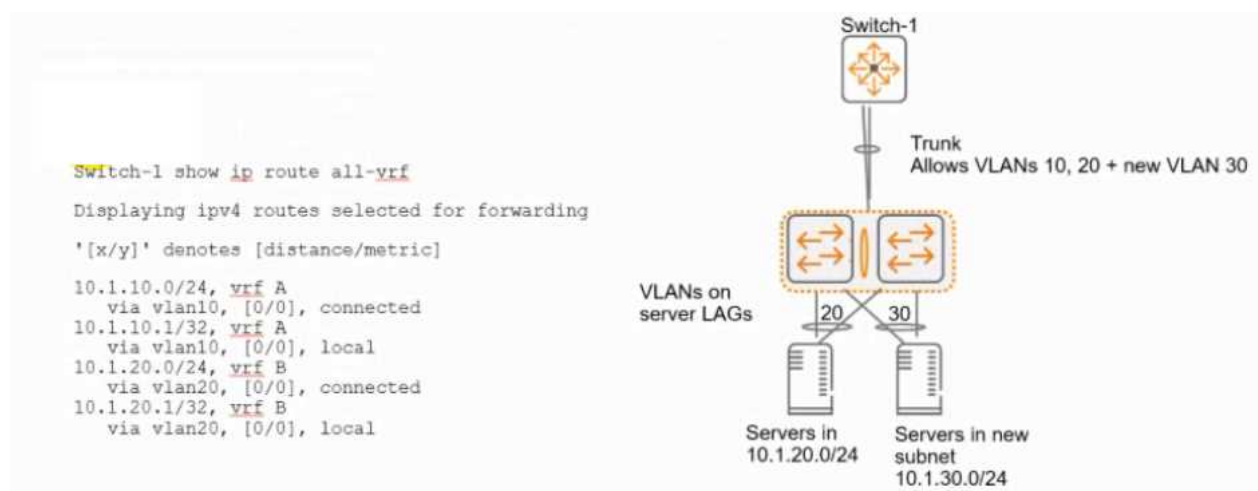 Switch-1 show ip route all-vrf
Displaying ipv4 routes selected for forwarding
'[x/y]' denotes [distance/metric]
10.1.10.0/24, vrf A
via vlan10, [0/0], connected
10.1.10.1/32, vrf A
via vlan10, [0/0], local
10.1.20.0/24, vrf B
via vlan20, [0/0], connected
10.1.20.1/32, vrf B
via vlan20, [0/0], local
Switch-1
Trunk
Allows VLANs 10, 20 + new VLAN 30
VLANs on
server LAGs
20
30
Servers in
10.1.20.0/24
Servers in new
subnet
10.1.30.0/24